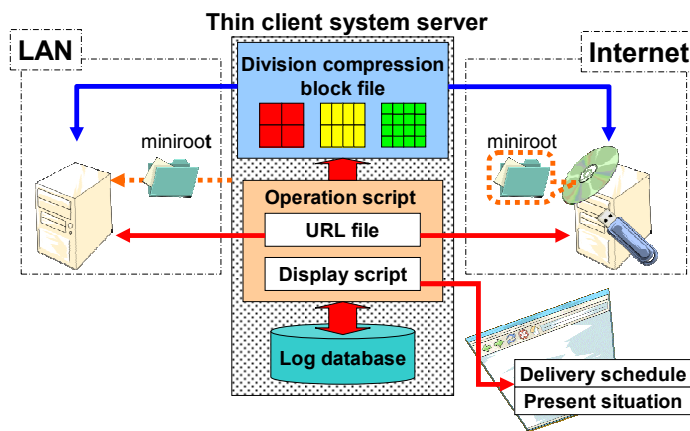 Thin client system server
LAN
Internet
Division compression
block file
miniroot
miniroot
Operation script
URL file
Display script
Log database
Delivery schedule
Present situation